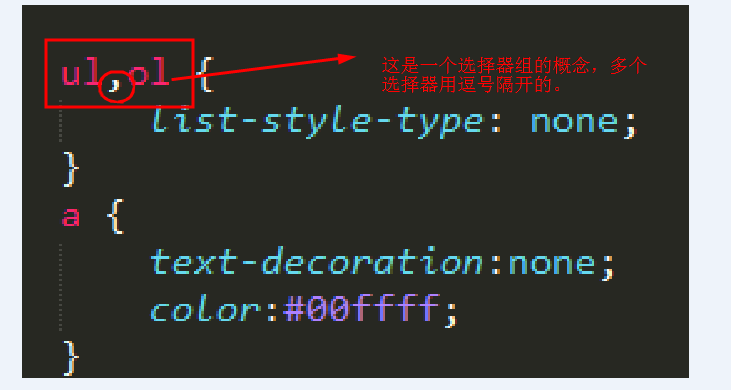 ul,ol {
这是一个选择器组的概念，多个
选择器用逗号隔开的。
list-style-type: none;
}
a {
text-decoration:none;
color:#00ffff;
}